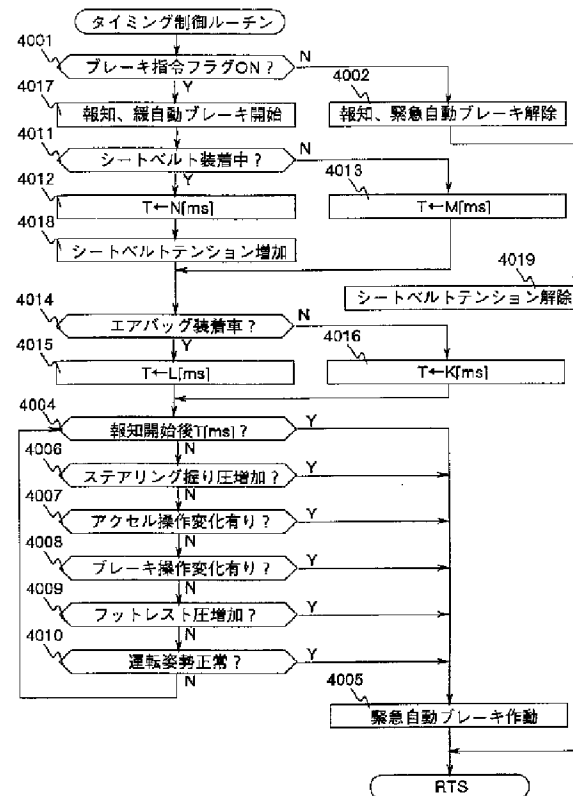 タイミング制御ルーチン
4001
ブレーキ指令フラグON?
N
Y
4017
報知、緩自動ブレーキ開始
4002
報知、緊急自動ブレーキ解除
4011
シートベルト装着中?
N
Y
4012
T←N[ms]
4013
T←M[ms]
4018
シートベルトテンション増加
4019
シートベルトテンション解除
4014
エアバッグ装着車?
N
Y
4015
T←L[ms]
4016
T←K[ms]
4004
報知開始後T[ms]?
Y
N
4006
ステアリング握り圧増加?
Y
N
4007
アクセル操作変化有り?
Y
N
4008
ブレーキ操作変化有り?
Y
N
4009
フットレスト圧増加?
Y
N
4010
運転姿勢正常?
Y
N
4005
緊急自動ブレーキ作動
RTS